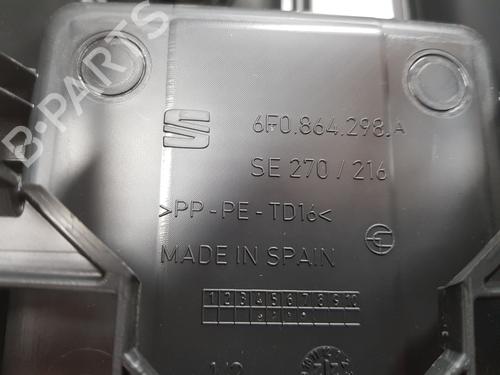 B-PARTS
6F0.864.298.A
SE 270 / 216
>PP-PE-TD16<
MADE IN SPAIN
1 2 3 4 5 6 7 8 9 10